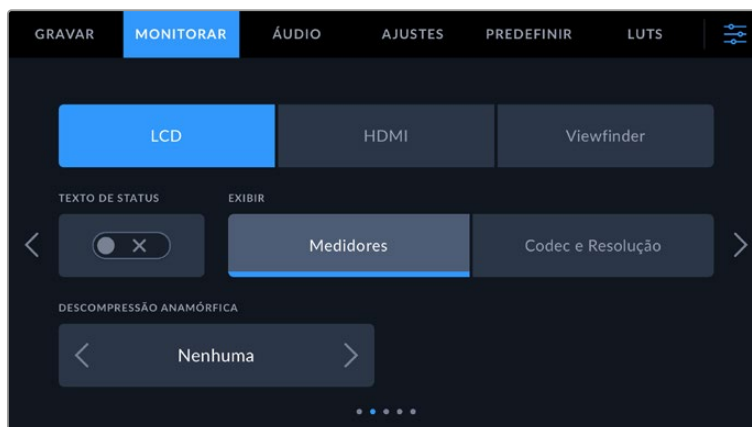 GRAVAR MONITORAR ÁUDIO AJUSTES PREDEFINIR LUTS
LCD HDMI Viewfinder
TEXTO DE STATUS EXIBIR
Medidores Codec e Resolução
DESCOMPRESSÃO ANAMÓRFICA
Nenhuma